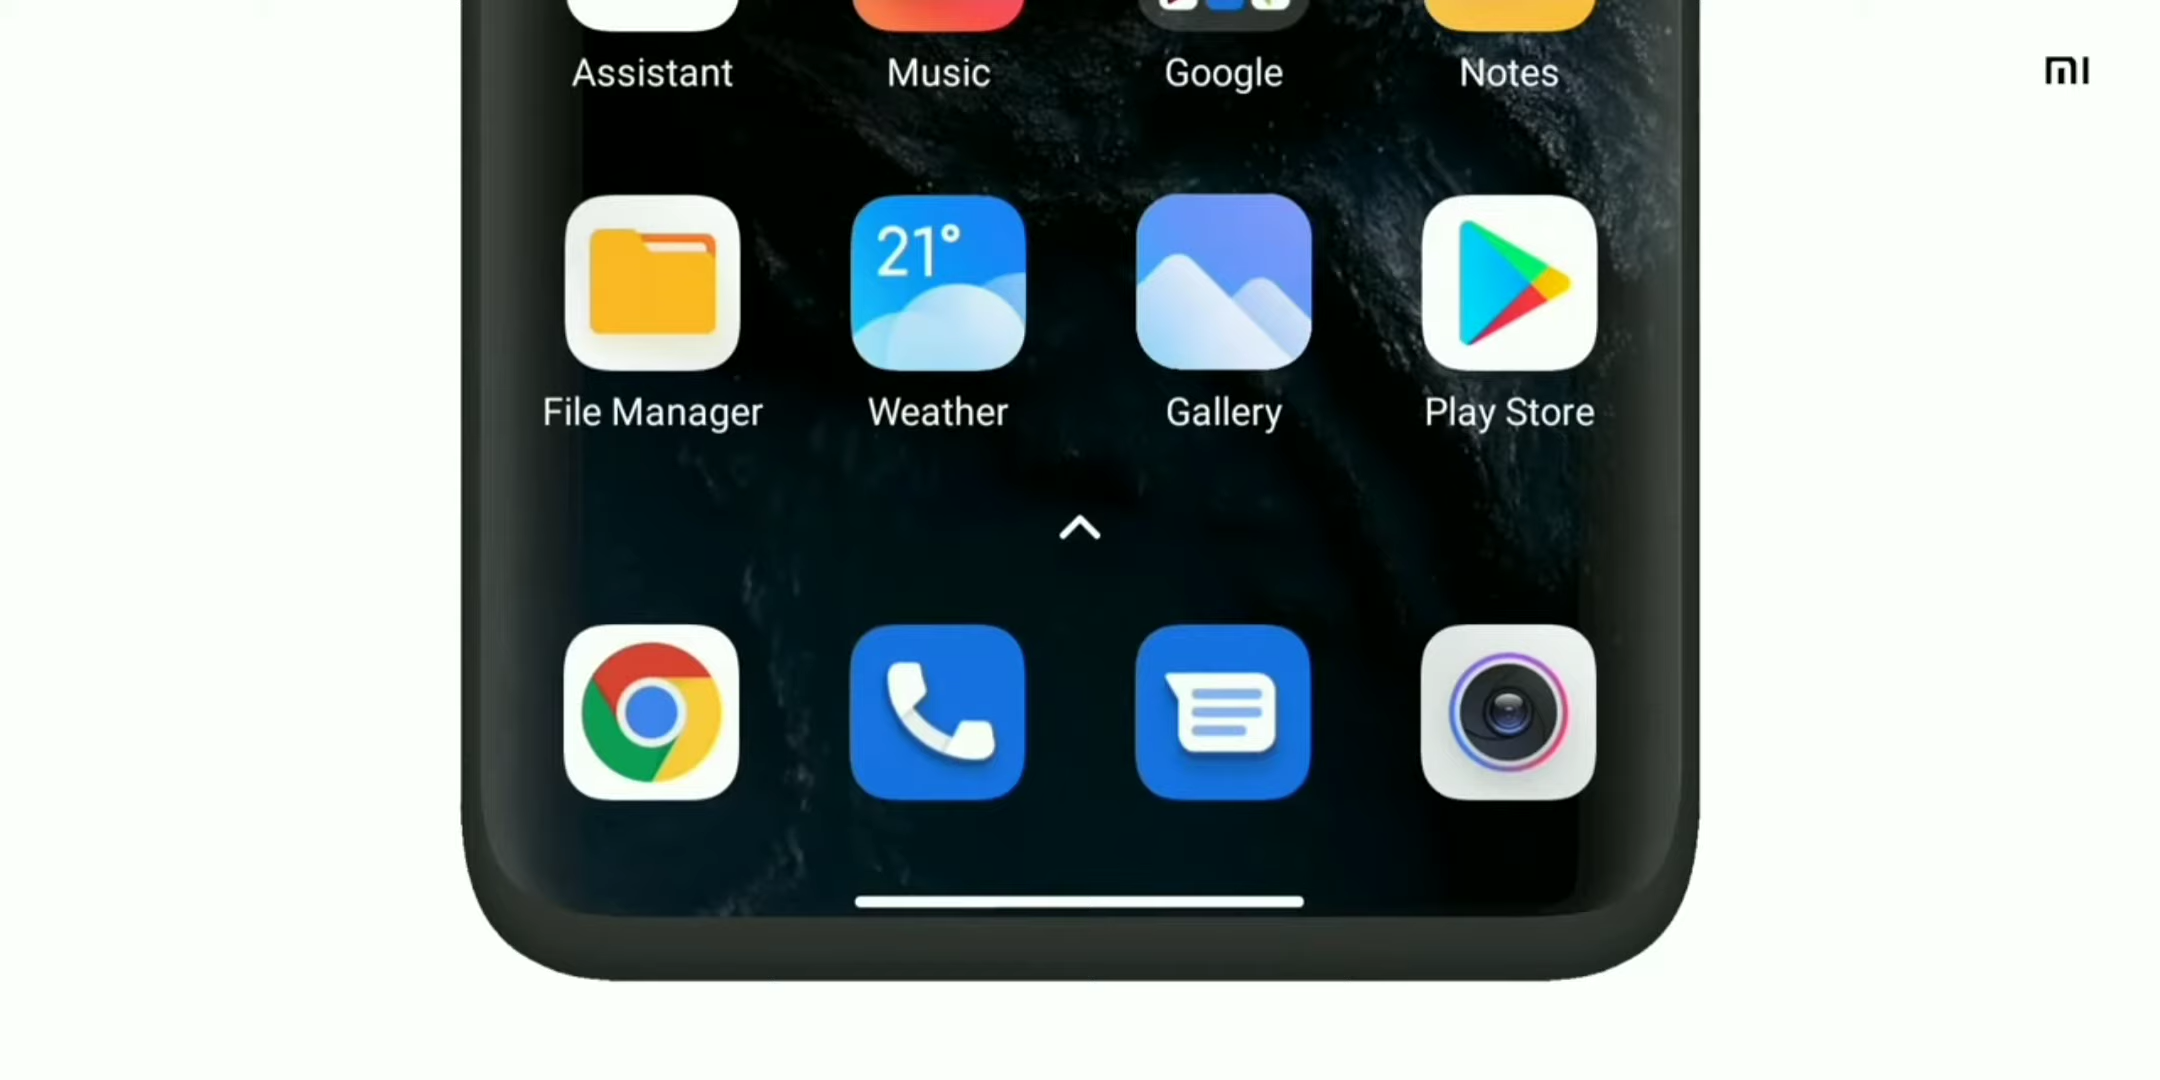 Assistant Music Google Notes
mi
21°
File Manager Weather Gallery Play Store